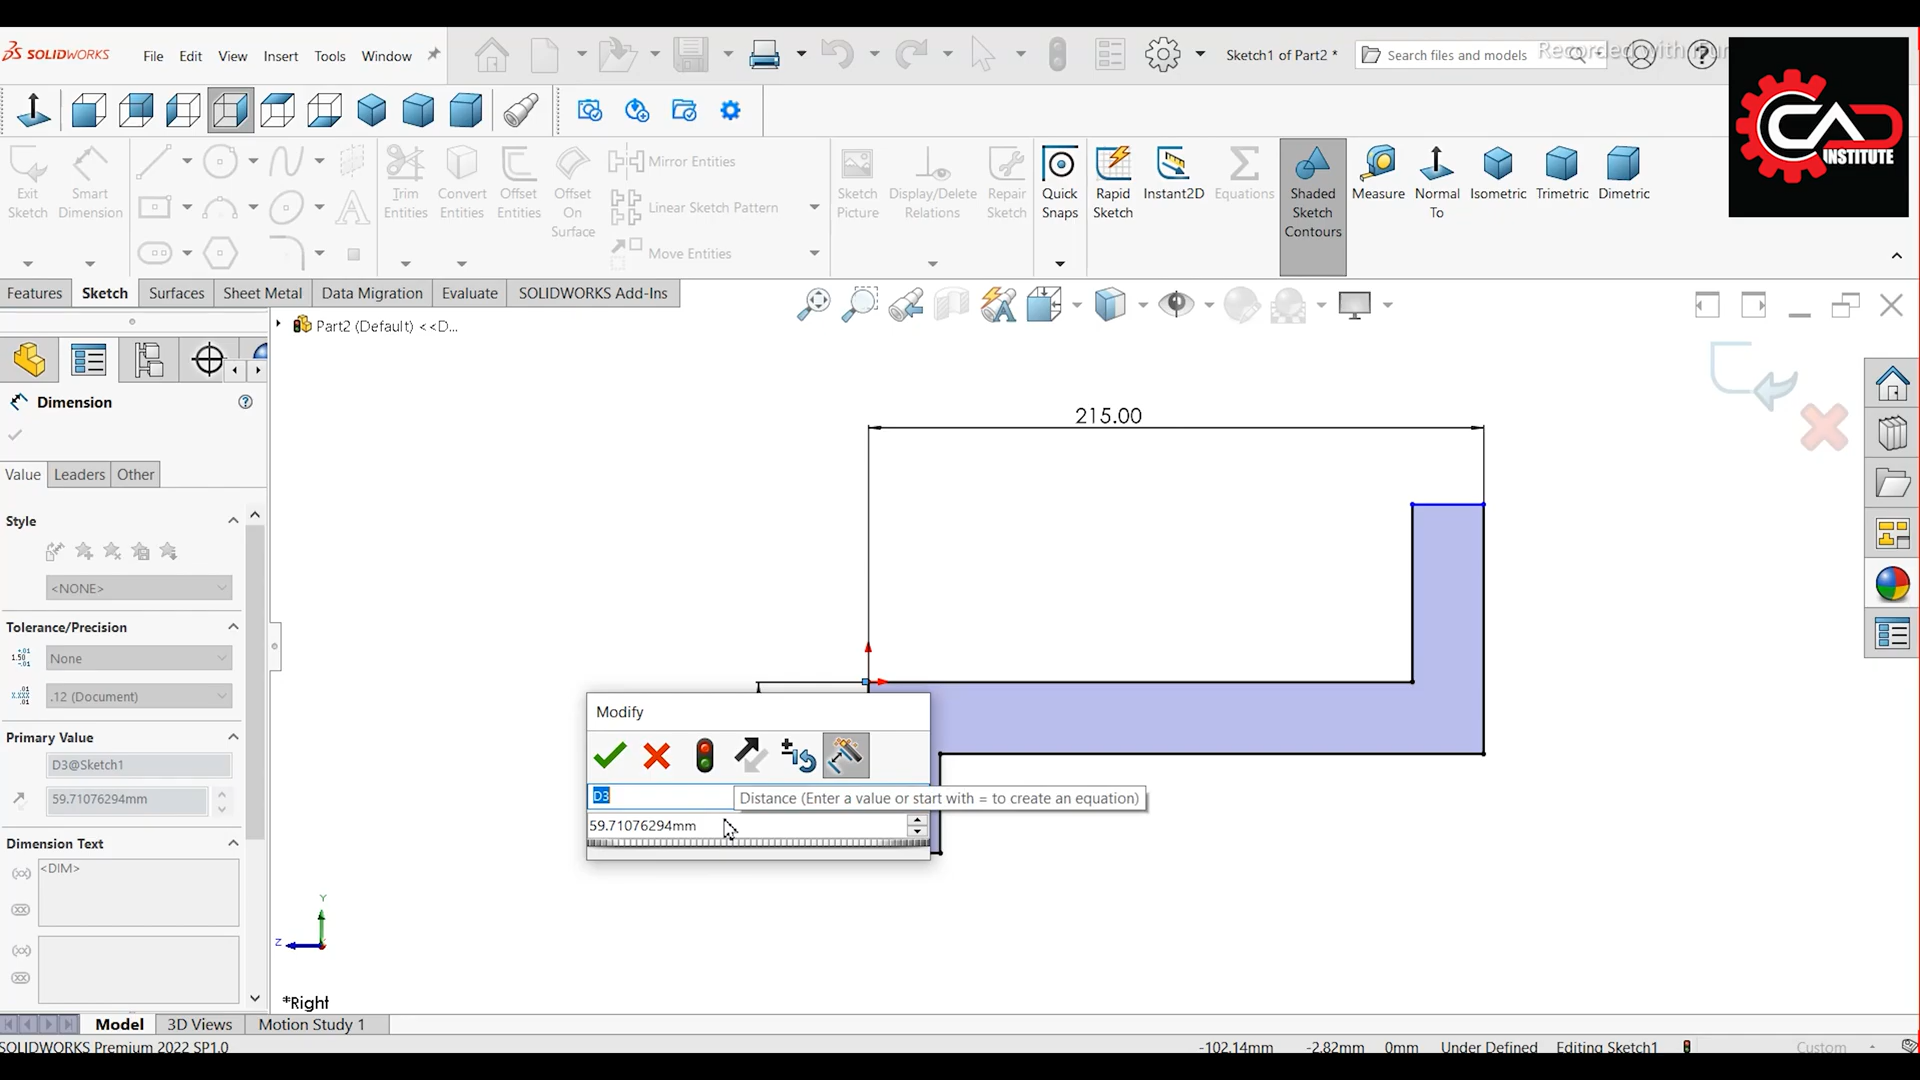 SOLIDWORKS File Edit View Insert Tools Window Sketch1 of Part2 * Search files and models Recorded with
CAD
INSTITUTE
Exit Sketch Smart Dimension Trim Entities Convert Entities Offset Entities Offset On Surface Mirror Entities Linear Sketch Pattern Move Entities Sketch Picture Display/Delete Relations Repair Sketch Quick Snaps Rapid Sketch Instant2D Equations Shaded Sketch Contours Measure Normal To Isometric Trimetric Dimetric
Features Sketch Surfaces Sheet Metal Data Migration Evaluate SOLIDWORKS Add-Ins
Part2 (Default) <<D...
Dimension
Value Leaders Other
Style
<NONE>
Tolerance/Precision
None
.12 (Document)
Primary Value
D3@Sketch1
59.71076294mm
Dimension Text
<DIM>
215.00
Modify
D3
Distance (Enter a value or start with = to create an equation)
59.71076294mm
Y
Z
*Right
Model 3D Views Motion Study 1
SOLIDWORKS Premium 2022 SP1.0 -102.14mm -2.82mm 0mm Under Defined Editing Sketch1 Custom